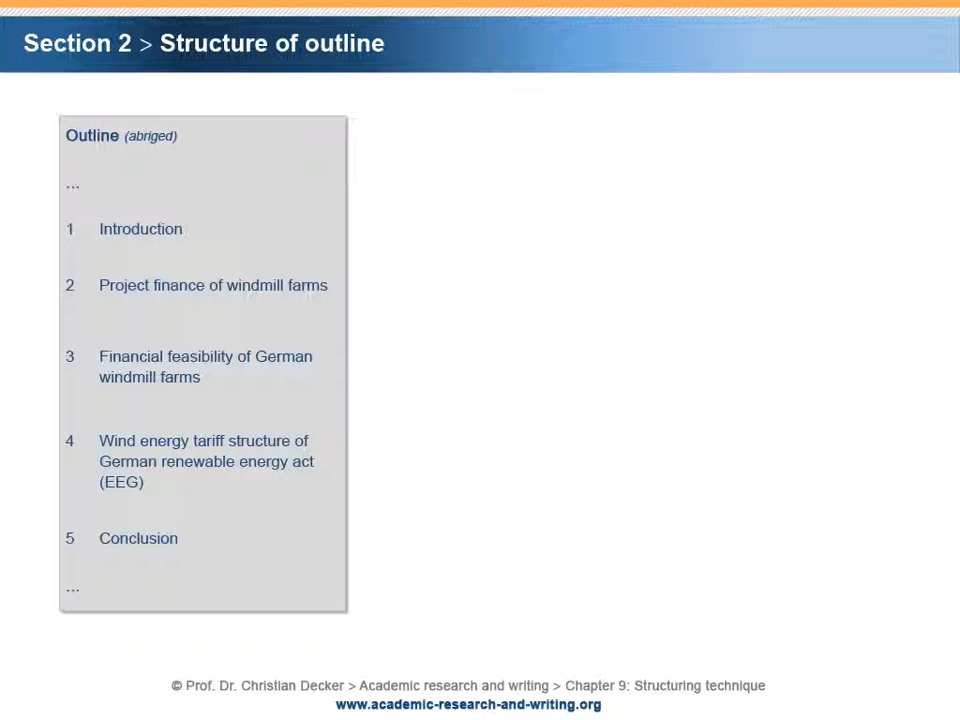 Section 2 > Structure of outline
Outline (abriged)
...
1 Introduction
2 Project finance of windmill farms
3 Financial feasibility of German
windmill farms
4 Wind energy tariff structure of
German renewable energy act
(EEG)
5 Conclusion
...
© Prof. Dr. Christian Decker > Academic research and writing > Chapter 9: Structuring technique
www.academic-research-and-writing.org